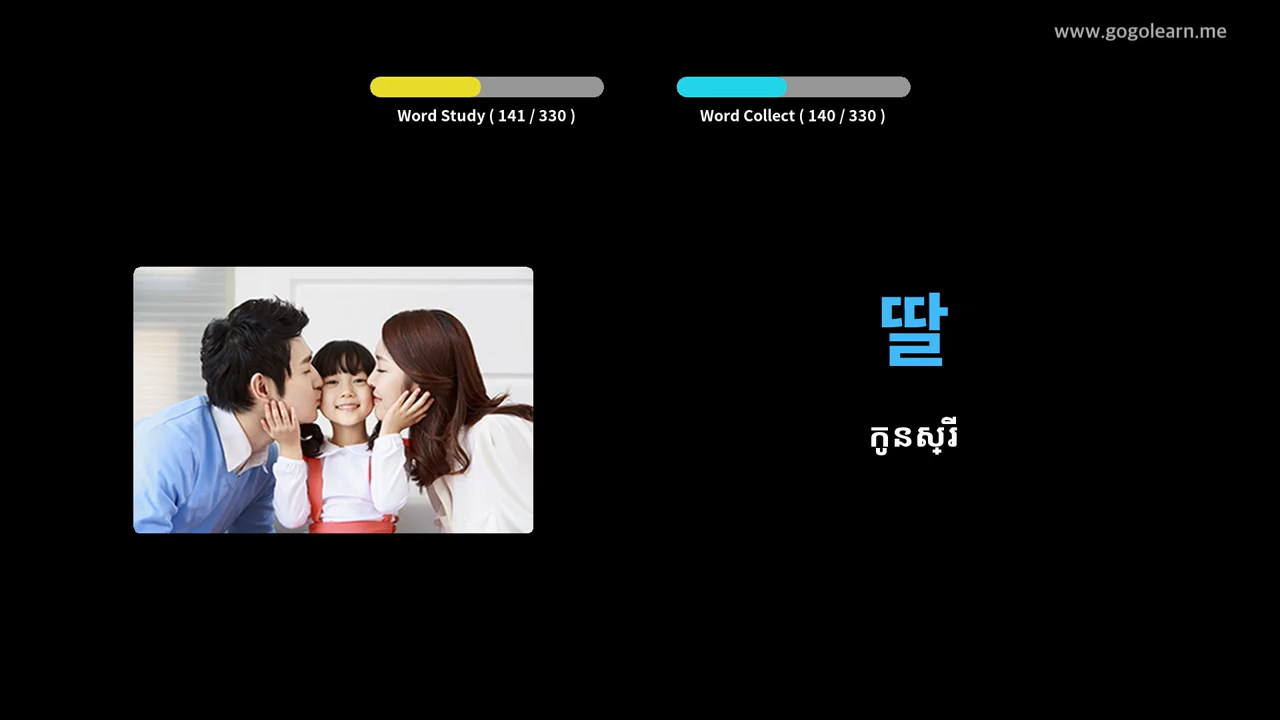 www.gogolearn.me
Word Study ( 141 / 330 )
Word Collect ( 140 / 330 )
딸
កូនស្រី